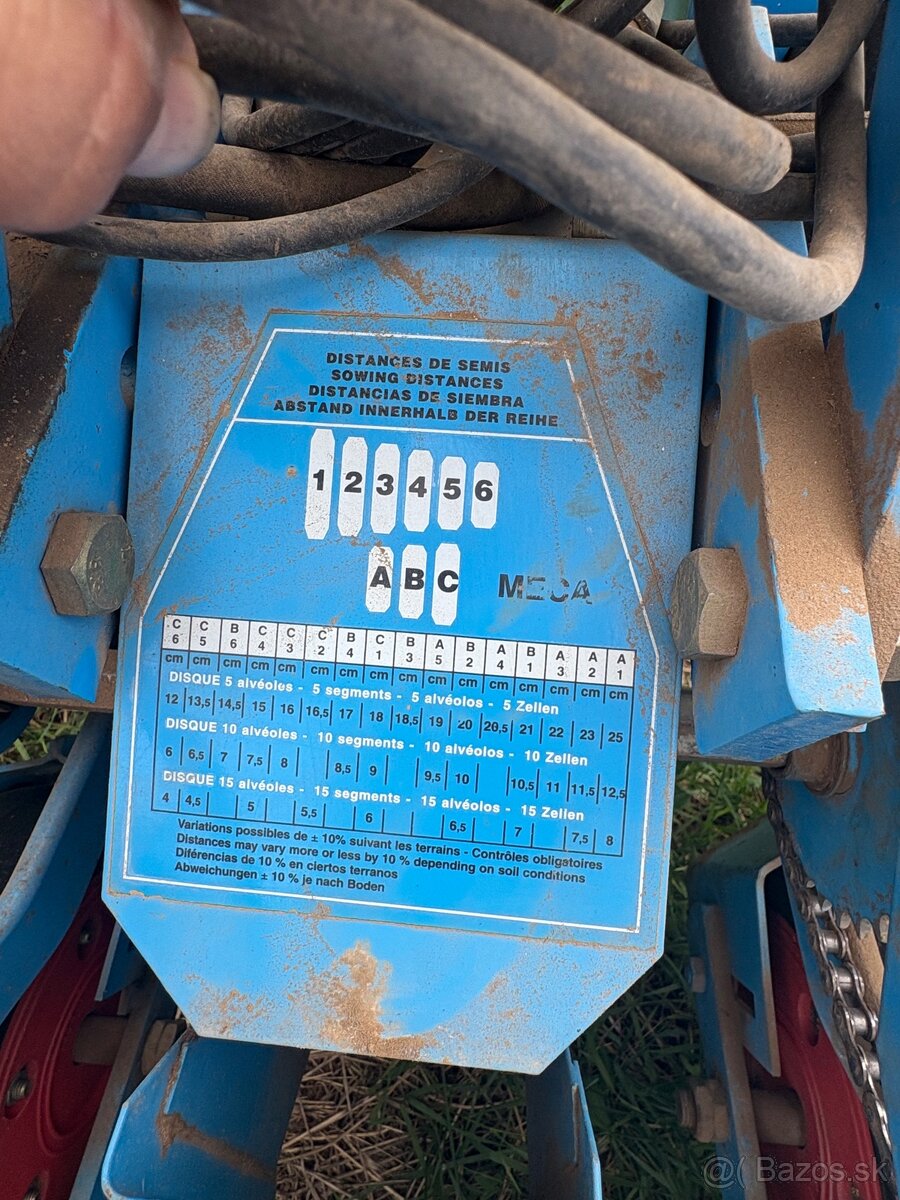 DISTANCES DE SEMIS
SOWING DISTANCES
DISTANCIAS DE SIEMBRA
ABSTAND INNERHALB DER REIHE
1 2 3 4 5 6
A B C MECA
C6 C5 B6 C4 C3 C2 B4 C1 B3 A5 B2 A4 B1 A3 A2 A1
cm cm cm cm cm cm cm cm cm cm cm cm cm cm cm cm
DISQUE 5 alvéoles - 5 segments - 5 alvéolos - 5 Zellen
12 13,5 14,5 15 16 16,5 17 18 18,5 19 20 20,5 21 22 23 25
DISQUE 10 alvéoles - 10 segments - 10 alvéolos - 10 Zellen
6 6,5 7 7,5 8 8,5 9 9,5 10 10,5 11 11,5 12,5
DISQUE 15 alvéoles - 15 segments - 15 alvéolos - 15 Zellen
4 4,5 5 5,5 6 6,5 7 7,5 8
Variations possibles de ± 10% suivant les terrains - Contrôles obligatoires
Distances may vary more or less by 10 % depending on soil conditions
Diférencias de 10 % en ciertos terranos
Abweichungen ± 10 % je nach Boden
@( Bazos.sk